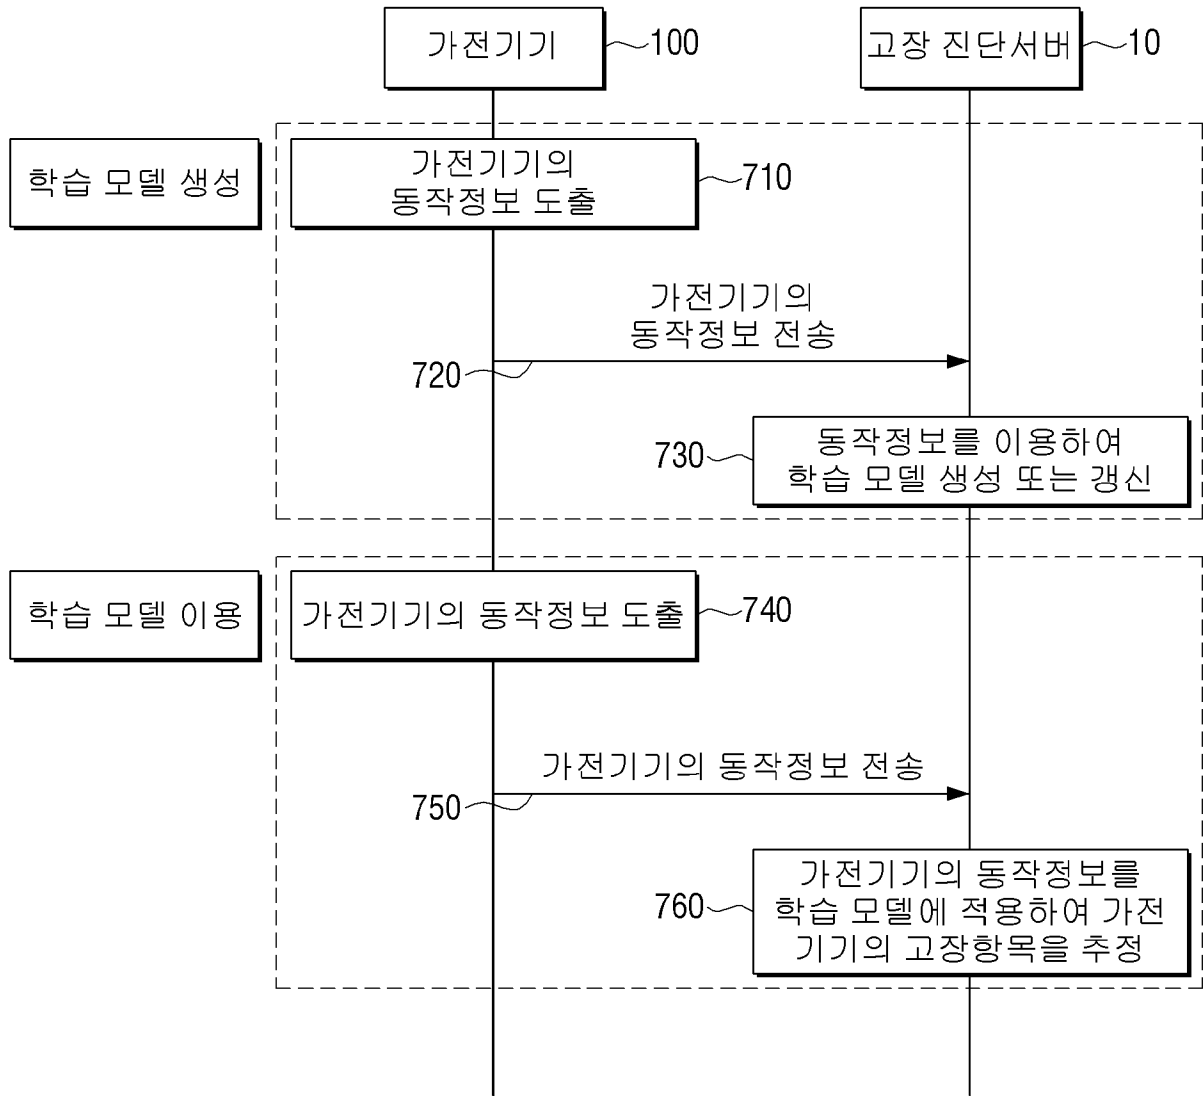 가전기기
100
고장 진단서버
10
학습 모델 생성
가전기기의
동작정보 도출
710
가전기기의
동작정보 전송
720
730
동작정보를 이용하여
학습 모델 생성 또는 갱신
학습 모델 이용
가전기기의 동작정보 도출
740
가전기기의 동작정보 전송
750
760
가전기기의 동작정보를
학습 모델에 적용하여 가전
기기의 고장항목을 추정